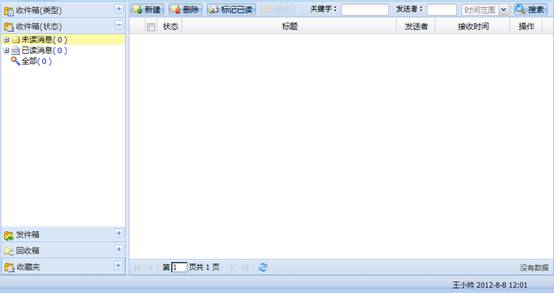 收件箱(类型)
收件箱(状态)
未读消息(0)
已读消息(0)
全部(0)
发件箱
回收箱
收藏夹
新建 删除 标记已读 关键字: 发送者: 时间范围 搜索
状态 标题 发送者 接收时间 操作
第 1 页共 1 页 没有数据
王小帅 2012-8-8 12:01